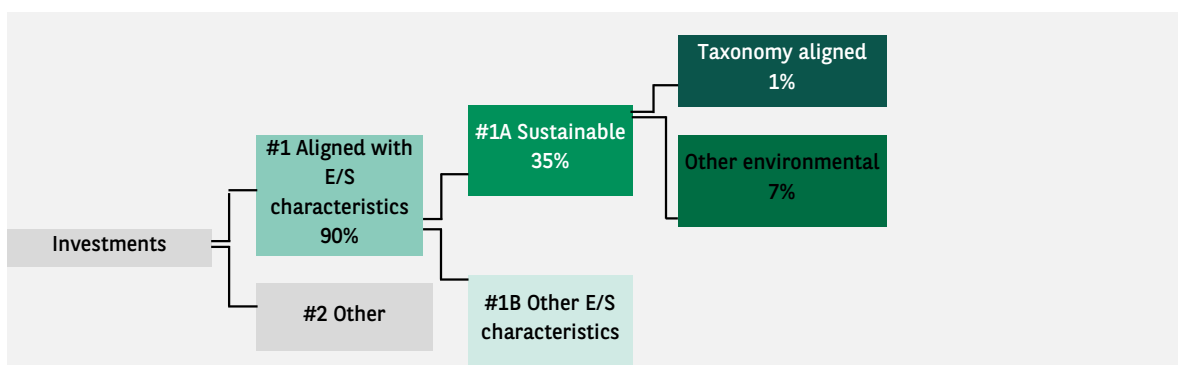 Investments
#1 Aligned with
E/S
characteristics
90%
#2 Other
#1A Sustainable
35%
#1B Other E/S
characteristics
Taxonomy aligned
1%
Other environmental
7%